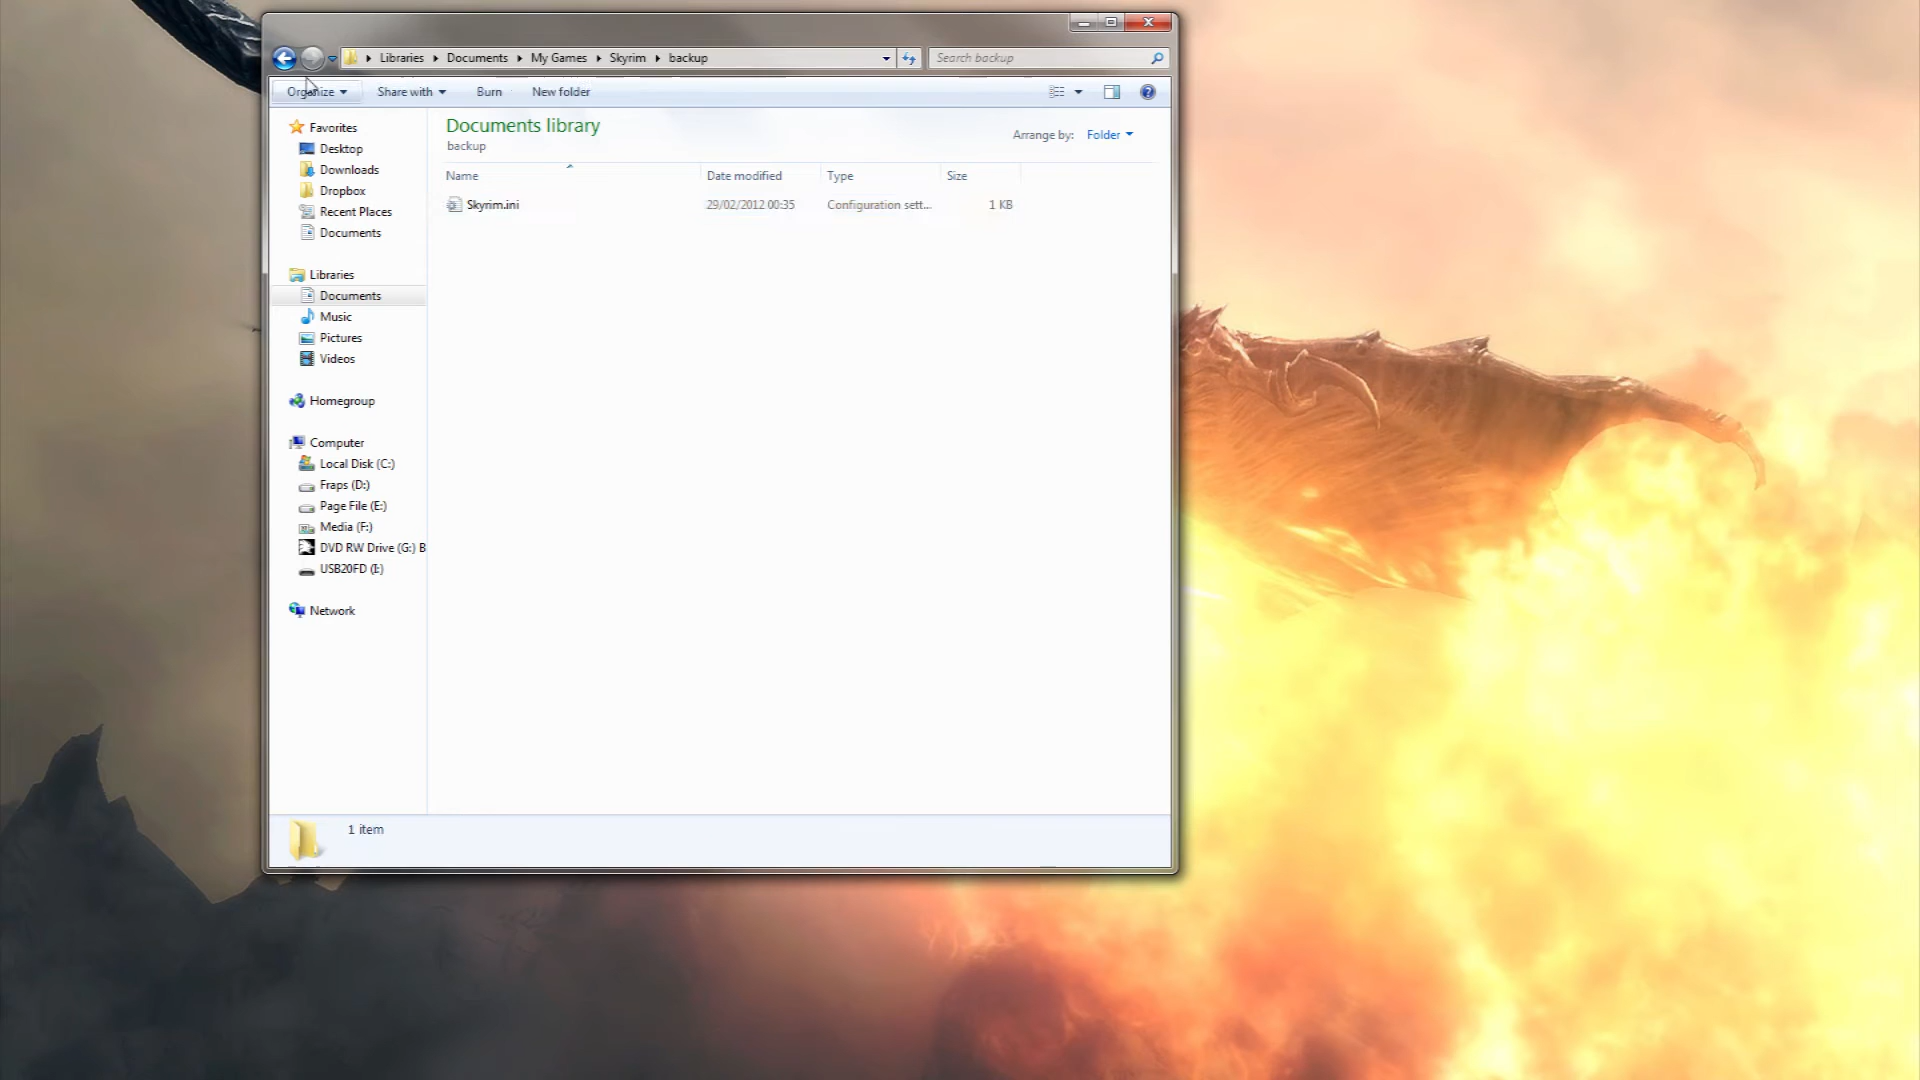 Libraries Documents My Games Skyrim backup
Search backup
Organize Share with Burn New folder
Favorites
Desktop
Downloads
Dropbox
Recent Places
Documents
Libraries
Documents
Music
Pictures
Videos
Homegroup
Computer
Local Disk (C:)
Fraps (D:)
Page File (E:)
Media (F:)
DVD RW Drive (G:) B
USB20FD (I:)
Network
Documents library
backup
Arrange by: Folder
Name Date modified Type Size
Skyrim.ini 29/02/2012 00:35 Configuration sett... 1 KB
1 item